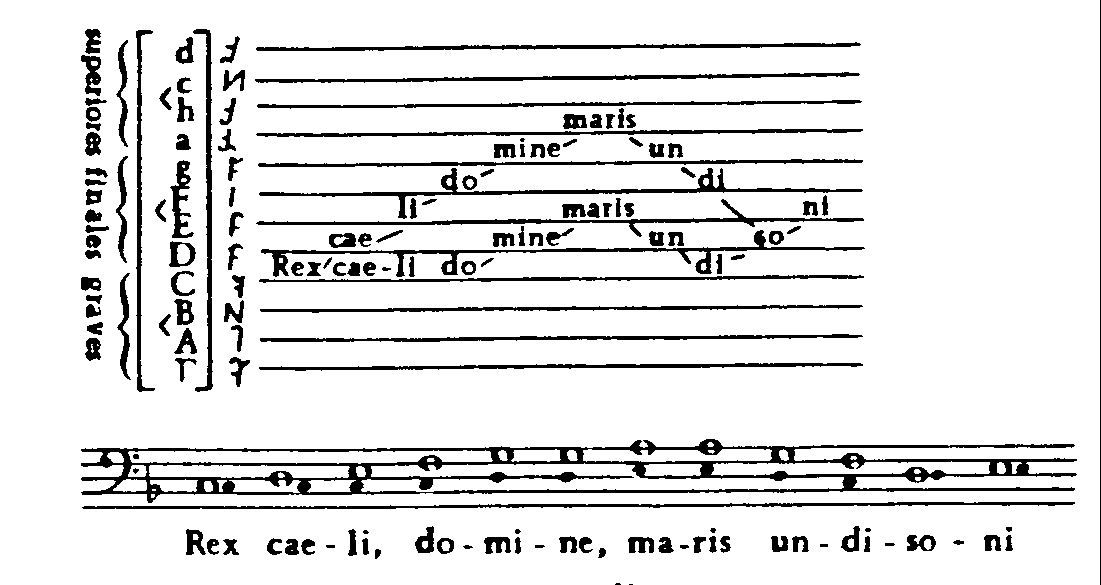 superiores finales graves
d
c
h
a
g
F
E
D
C
B
A
Γ
maris
mine un
do di
li maris ni
cae mine un so
Rex cae-li do di
Rex cae - li, do - mi - ne, ma-ris un - di - so - ni